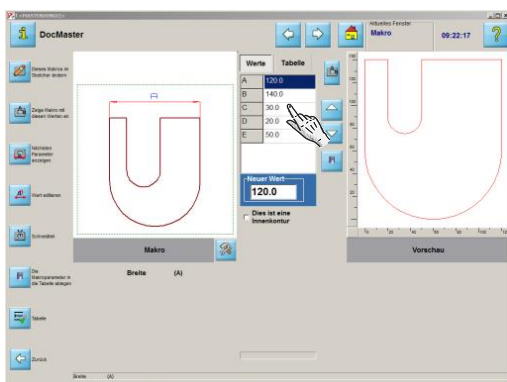 DocMaster
Aktuelles Fenster
Makro
09:22:17
Dieses Makros im
Sketcher ändern
Zeige Makro mit
diesen Werten an
Nächsten
Parameter
anzeigen
Wert editieren
Schneiddaten
Die
Makroparameter in
die Tabelle ablegen
Tabelle
Zurück
Werte Tabelle
A 120.0
B 140.0
C 30.0
D 20.0
E 50.0
Neuer Wert
120.0
Dies ist eine
Innenkontur
Makro
Vorschau
Breite (A)
Breite (A)